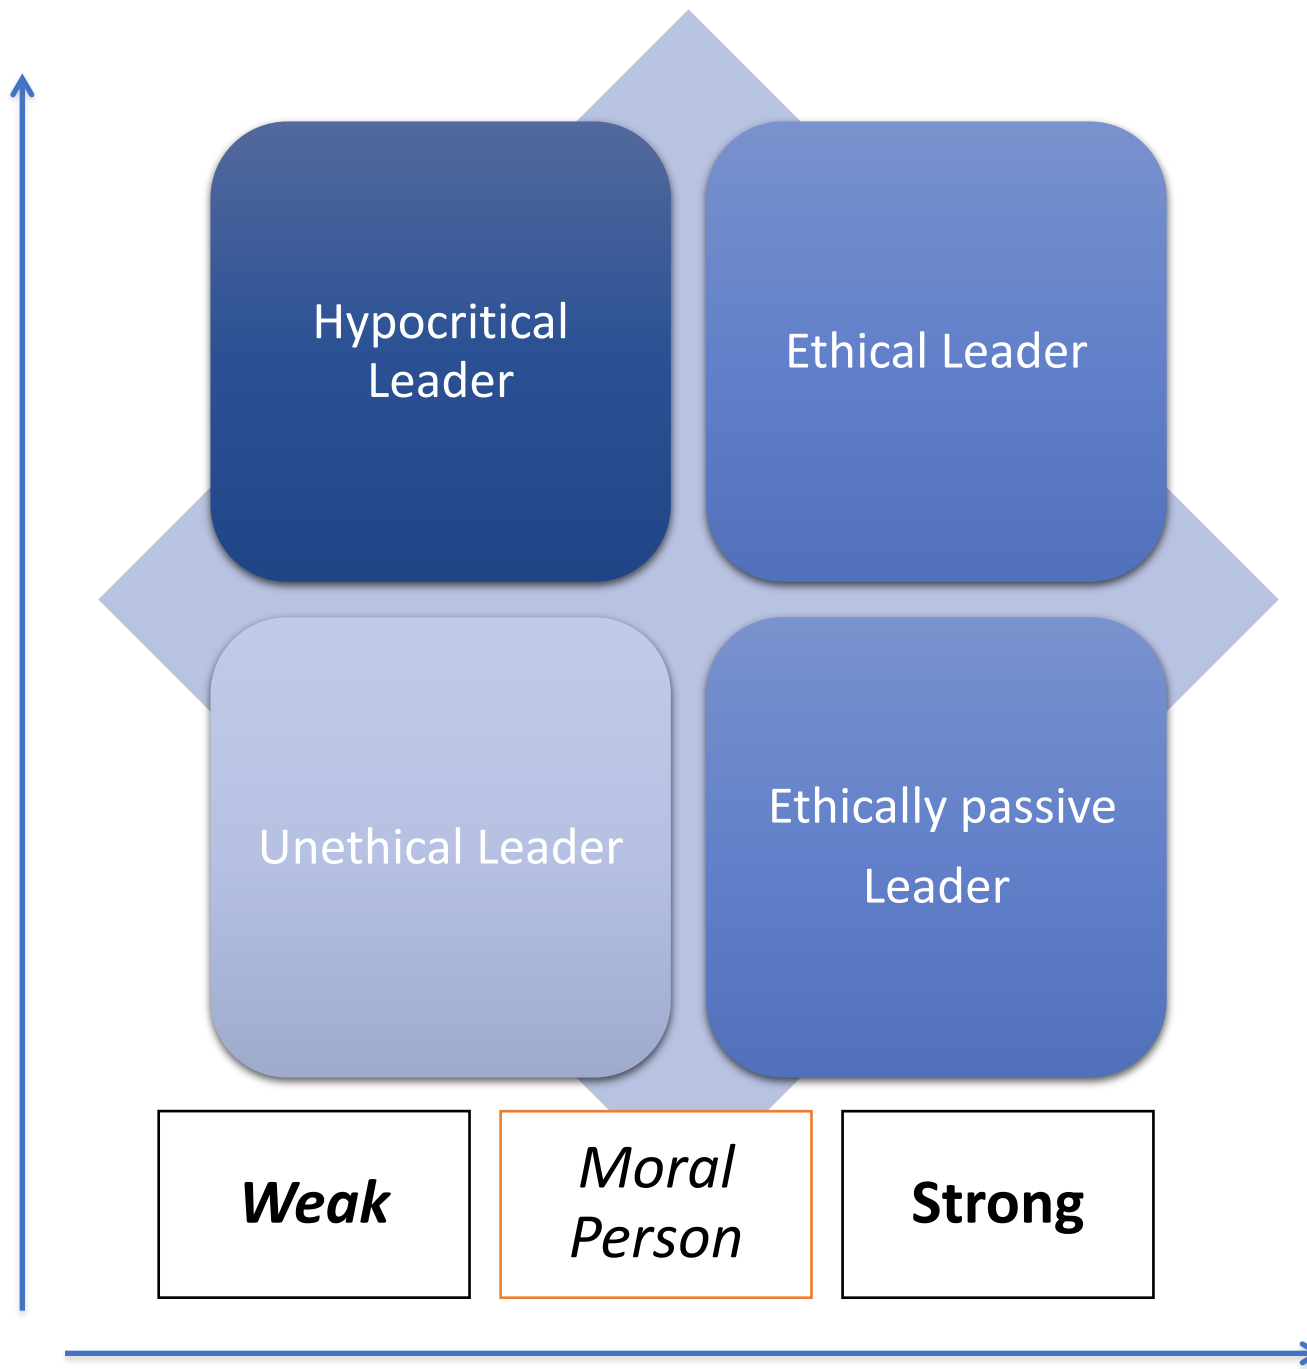 Hypocritical
Leader
Ethical Leader
Unethical Leader
Ethically passive
Leader
Weak
Moral
Person
Strong